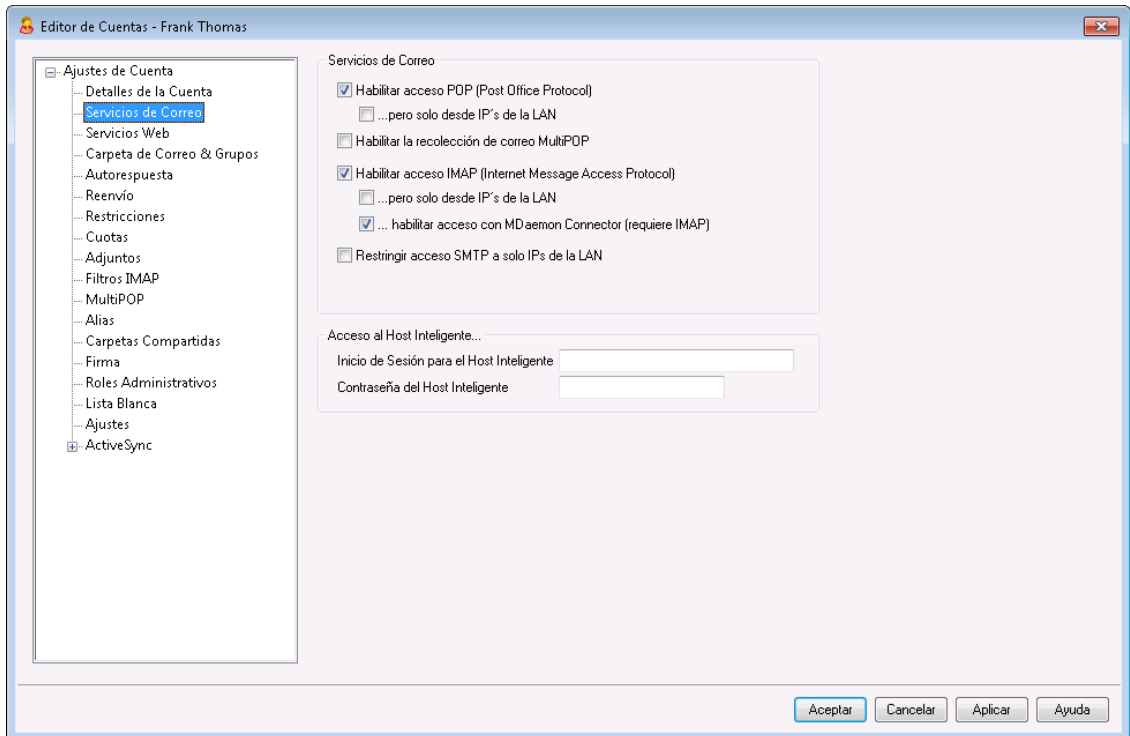 Editor de Cuentas - Frank Thomas
Ajustes de Cuenta
Detalles de la Cuenta
Servicios de Correo
Servicios Web
Carpeta de Correo & Grupos
Autorespuesta
Reenvío
Restricciones
Cuotas
Adjuntos
Filtros IMAP
MultiPOP
Alias
Carpetas Compartidas
Firma
Roles Administrativos
Lista Blanca
Ajustes
ActiveSync
Servicios de Correo
Habilitar acceso POP (Post Office Protocol)
...pero solo desde IP´s de la LAN
Habilitar la recolección de correo MultiPOP
Habilitar acceso IMAP (Internet Message Access Protocol)
...pero solo desde IP´s de la LAN
... habilitar acceso con MDaemon Connector (requiere IMAP)
Restringir acceso SMTP a solo IPs de la LAN
Acceso al Host Inteligente...
Inicio de Sesión para el Host Inteligente
Contraseña del Host Inteligente
Aceptar
Cancelar
Aplicar
Ayuda